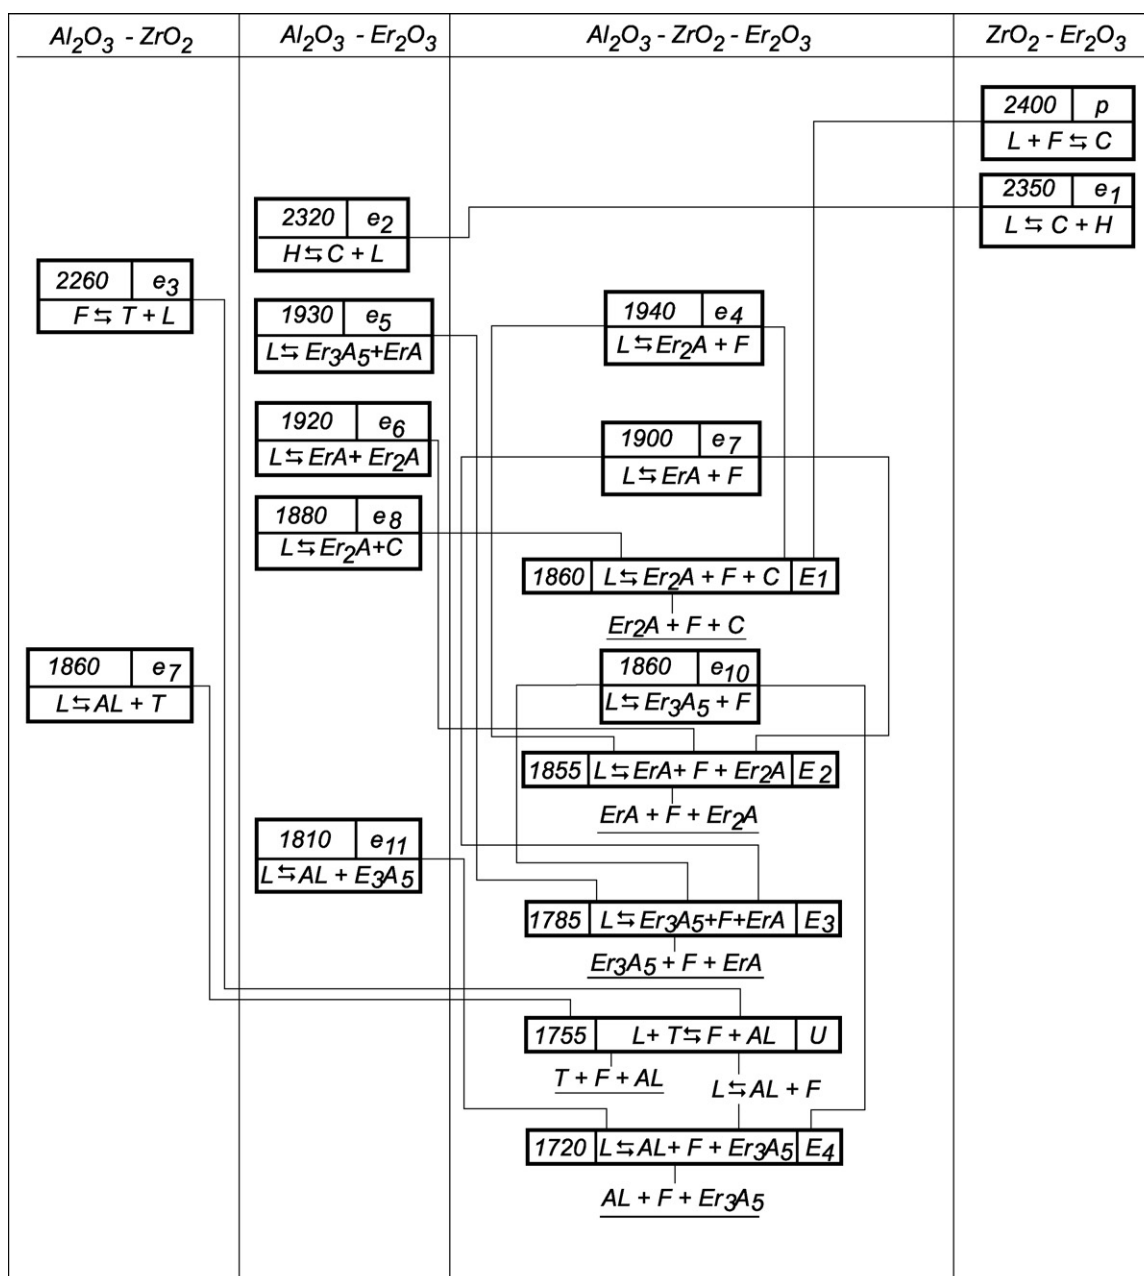 Al2O3 - ZrO2
Al2O3 - Er2O3
Al2O3 - ZrO2 - Er2O3
ZrO2 - Er2O3
2400 p
L + F ⇆ C
2350 e1
L ⇆ C + H
2320 e2
H ⇆ C + L
2260 e3
F ⇆ T + L
1940 e4
L ⇆ Er2A + F
1930 e5
L ⇆ Er3A5+ErA
1920 e6
L ⇆ ErA+ Er2A
1900 e7
L ⇆ ErA + F
1880 e8
L ⇆ Er2A+C
1860 L ⇆ Er2A + F + C E1
Er2A + F + C
1860 e7
L ⇆ AL + T
1860 e10
L ⇆ Er3A5 + F
1855 L ⇆ ErA+ F + Er2A E2
ErA + F + Er2A
1810 e11
L ⇆ AL + E3A5
1785 L ⇆ Er3A5+F+ErA E3
Er3A5 + F + ErA
1755 L+ T ⇆ F + AL U
T + F + AL
L ⇆ AL + F
1720 L ⇆ AL+ F + Er3A5 E4
AL + F + Er3A5